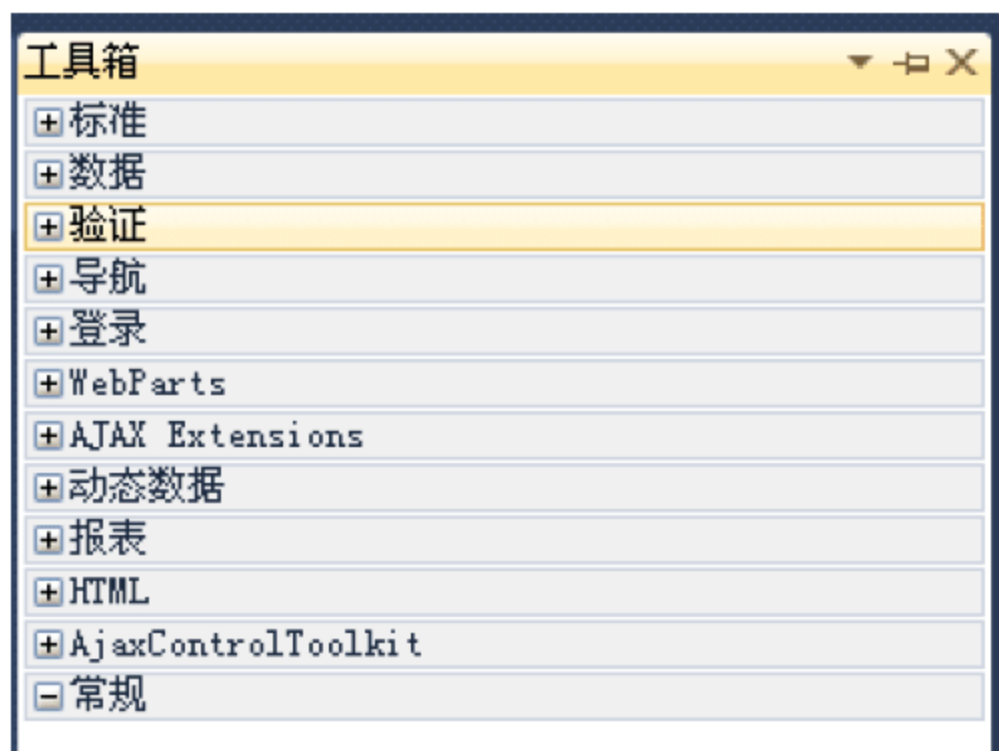 工具箱
标准
数据
验证
导航
登录
WebParts
AJAX Extensions
动态数据
报表
HTML
AjaxControlToolkit
常规